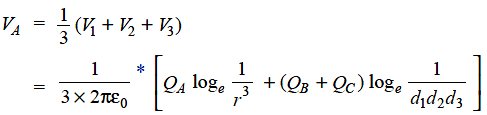 V_A = 1/3 (V_1 + V_2 + V_3)
= 1/(3 × 2πε_0) * [Q_A log_e 1/r^3 + (Q_B + Q_C) log_e 1/(d_1d_2d_3)]